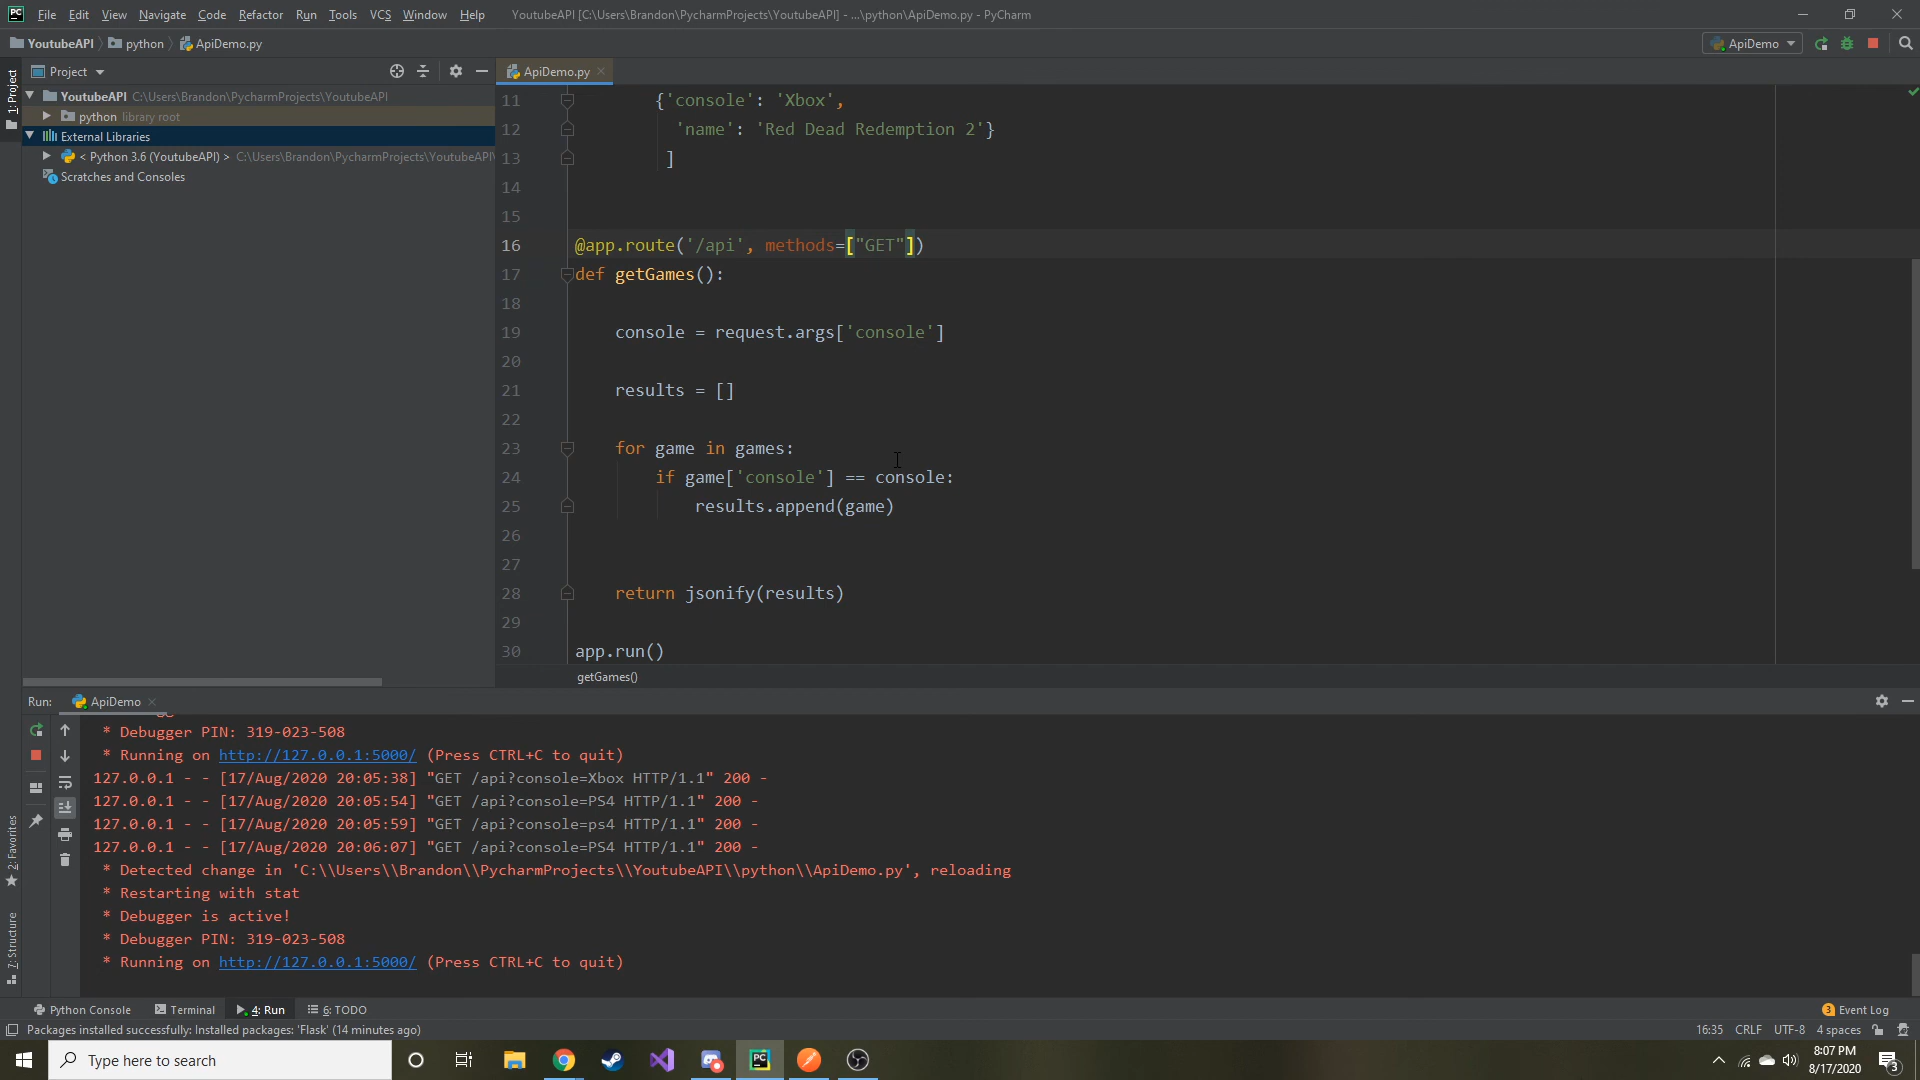 File Edit View Navigate Code Refactor Run Tools VCS Window Help YoutubeAPI [C:\Users\Brandon\PycharmProjects\YoutubeAPI] - ...\python\ApiDemo.py - PyCharm
YoutubeAPI python ApiDemo.py ApiDemo
1: Project
Project ApiDemo.py
YoutubeAPI C:\Users\Brandon\PycharmProjects\YoutubeAPI
python library root
External Libraries
< Python 3.6 (YoutubeAPI) > C:\Users\Brandon\PycharmProjects\YoutubeAPI\
Scratches and Consoles
11 {'console': 'Xbox',
12 'name': 'Red Dead Redemption 2'}
13 ]
14
15
16 @app.route('/api', methods=["GET"])
17 def getGames():
18
19 console = request.args['console']
20
21 results = []
22
23 for game in games:
24 if game['console'] == console:
25 results.append(game)
26
27
28 return jsonify(results)
29
30 app.run()
getGames()
Run: ApiDemo
* Debugger PIN: 319-023-508
* Running on http://127.0.0.1:5000/ (Press CTRL+C to quit)
127.0.0.1 - - [17/Aug/2020 20:05:38] "GET /api?console=Xbox HTTP/1.1" 200 -
127.0.0.1 - - [17/Aug/2020 20:05:54] "GET /api?console=PS4 HTTP/1.1" 200 -
127.0.0.1 - - [17/Aug/2020 20:05:59] "GET /api?console=ps4 HTTP/1.1" 200 -
127.0.0.1 - - [17/Aug/2020 20:06:07] "GET /api?console=PS4 HTTP/1.1" 200 -
* Detected change in 'C:\\Users\\Brandon\\PycharmProjects\\YoutubeAPI\\python\\ApiDemo.py', reloading
* Restarting with stat
* Debugger is active!
* Debugger PIN: 319-023-508
* Running on http://127.0.0.1:5000/ (Press CTRL+C to quit)
2: Favorites
7: Structure
Python Console Terminal 4: Run 6: TODO 3 Event Log
Packages installed successfully: Installed packages: 'Flask' (14 minutes ago) 16:35 CRLF UTF-8 4 spaces
Type here to search PC 8:07 PM
8/17/2020 3